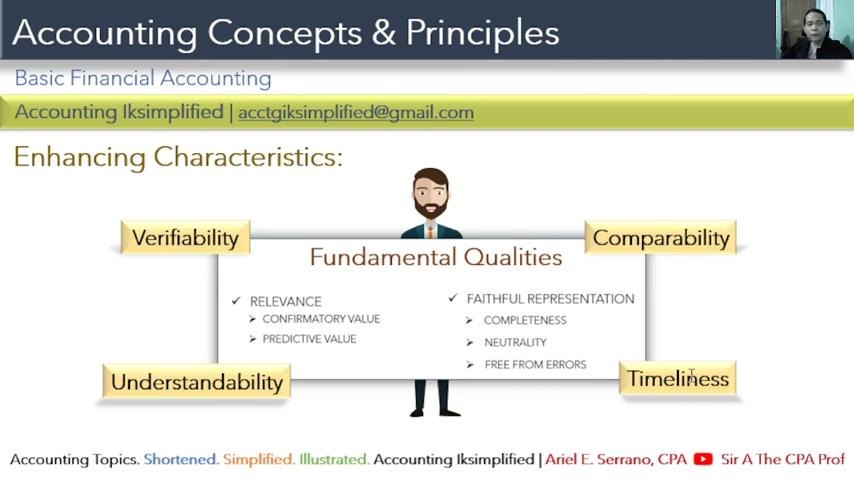 Accounting Concepts & Principles
Basic Financial Accounting
Accounting Iksimplified | acctgiksimplified@gmail.com
Enhancing Characteristics:
Verifiability
Comparability
Fundamental Qualities
RELEVANCE
CONFIRMATORY VALUE
PREDICTIVE VALUE
FAITHFUL REPRESENTATION
COMPLETENESS
NEUTRALITY
FREE FROM ERRORS
Understandability
Timeliness
Accounting Topics. Shortened. Simplified. Illustrated. Accounting Iksimplified | Ariel E. Serrano, CPA Sir A The CPA Prof